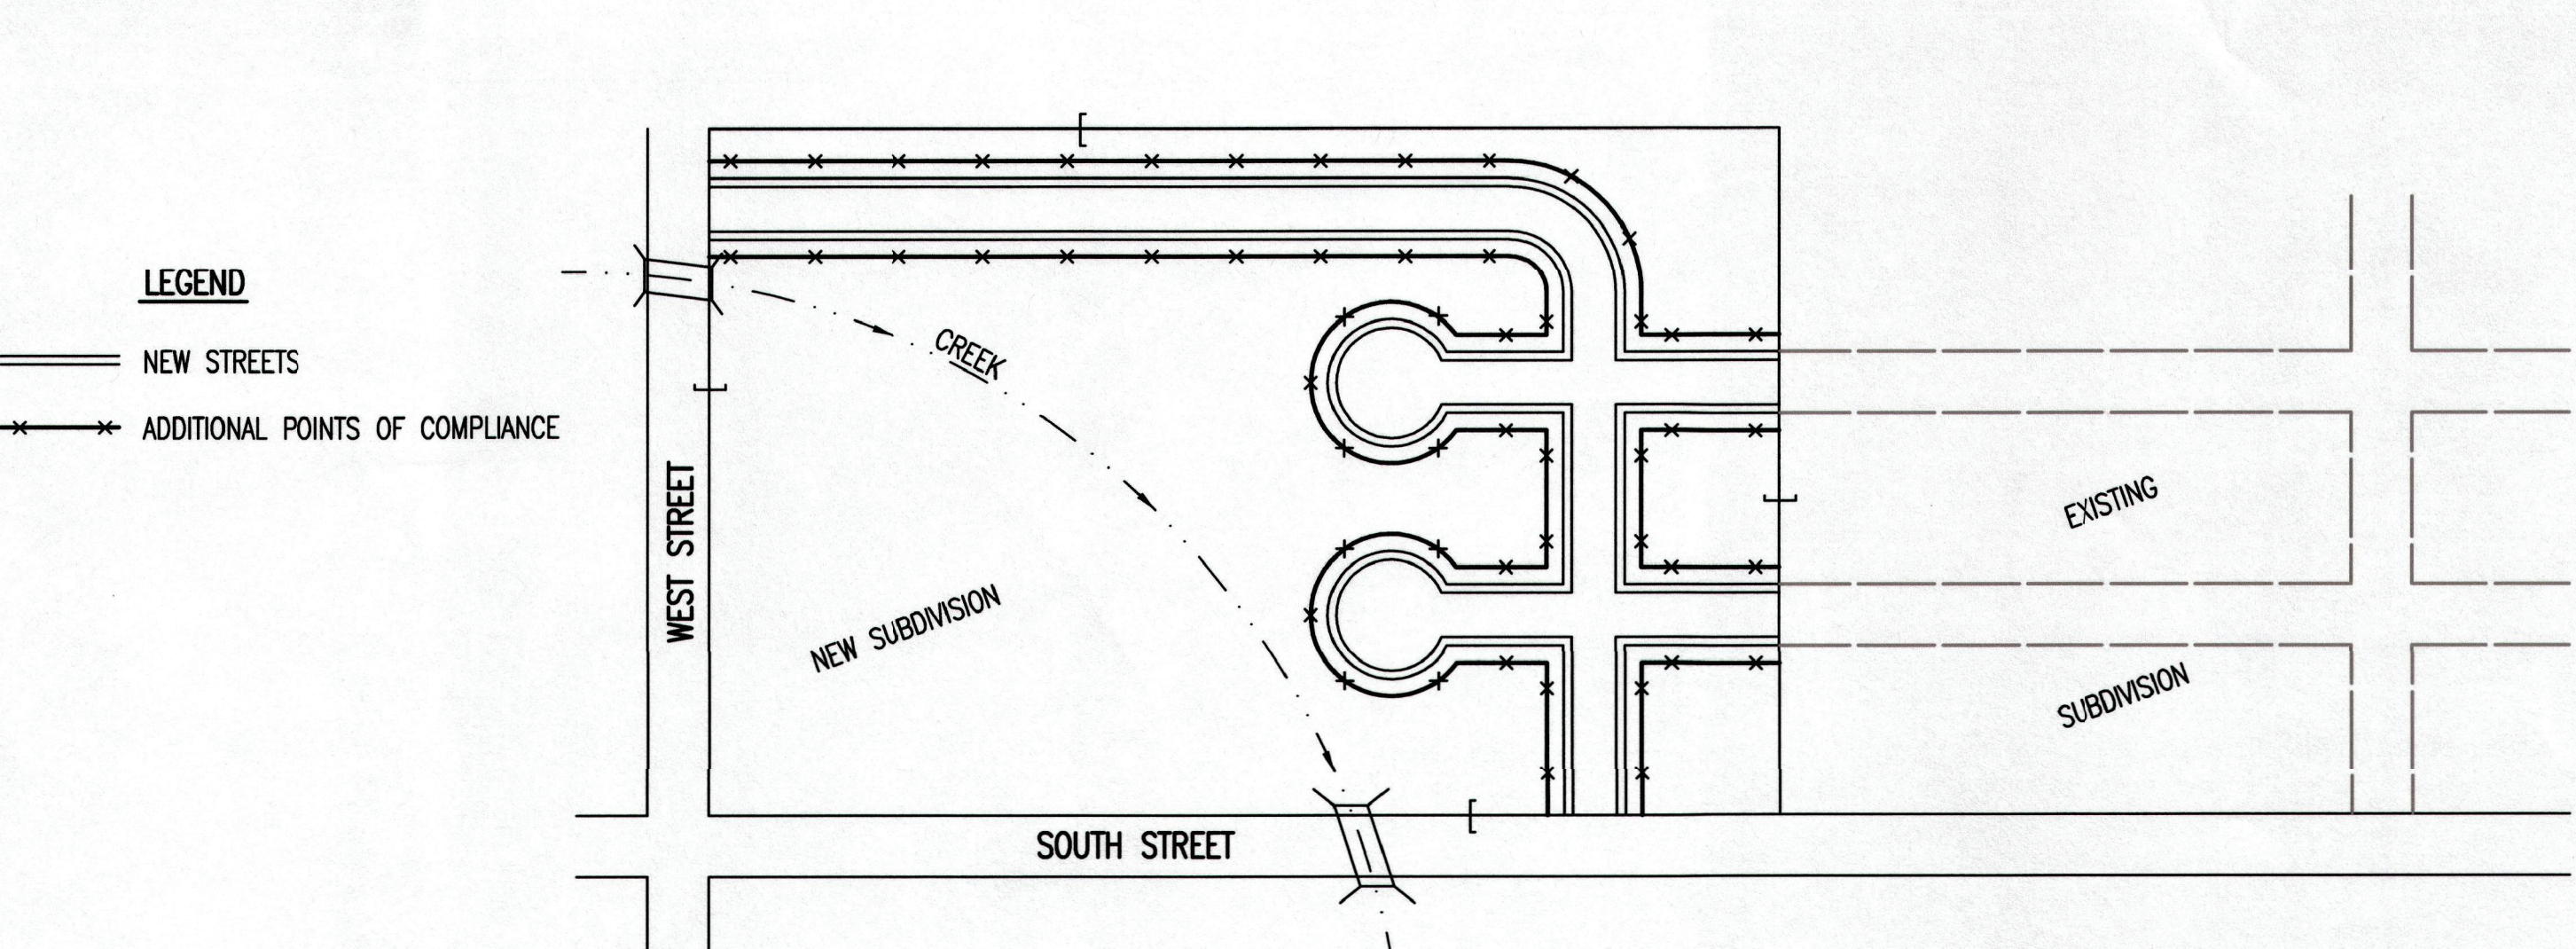 LEGEND
NEW STREETS
ADDITIONAL POINTS OF COMPLIANCE
WEST STREET
CREEK
NEW SUBDIVISION
SOUTH STREET
EXISTING
SUBDIVISION